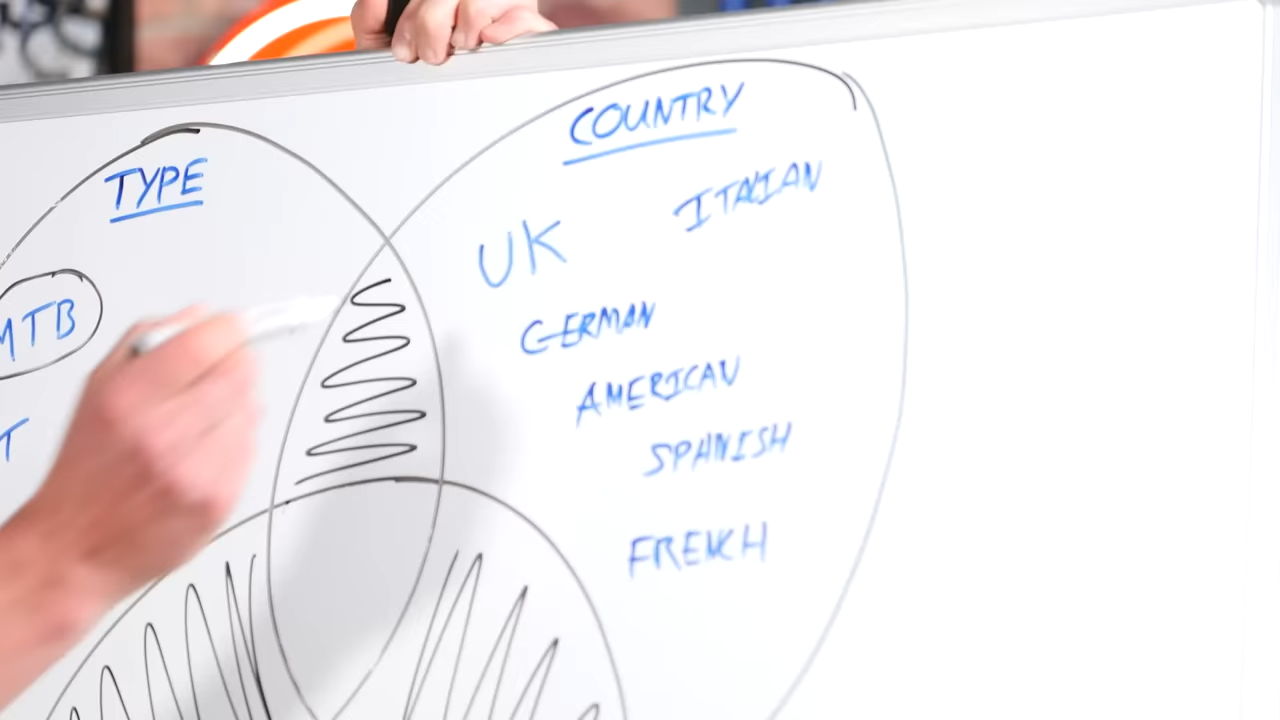 TYPE
MTB
COUNTRY
ITALIAN
UK
GERMAN
AMERICAN
SPANISH
FRENCH